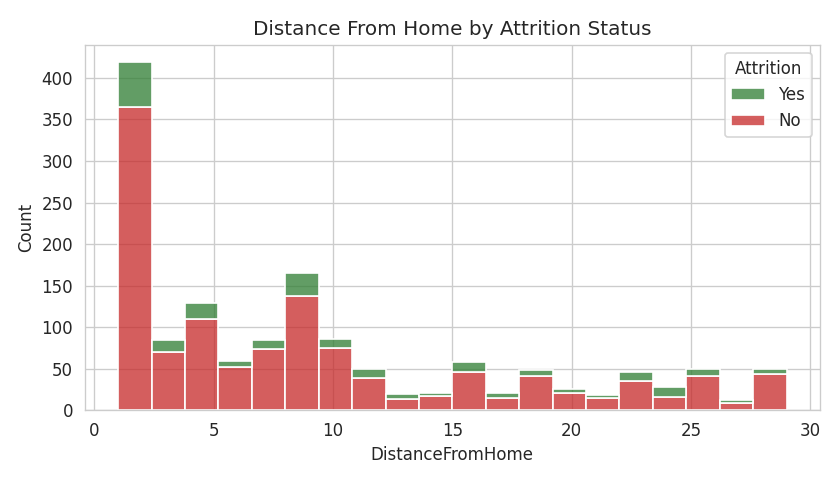 Distance From Home by Attrition Status
Attrition
Yes
No
Count
400
350
300
250
200
150
100
50
0
0 5 10 15 20 25 30
DistanceFromHome